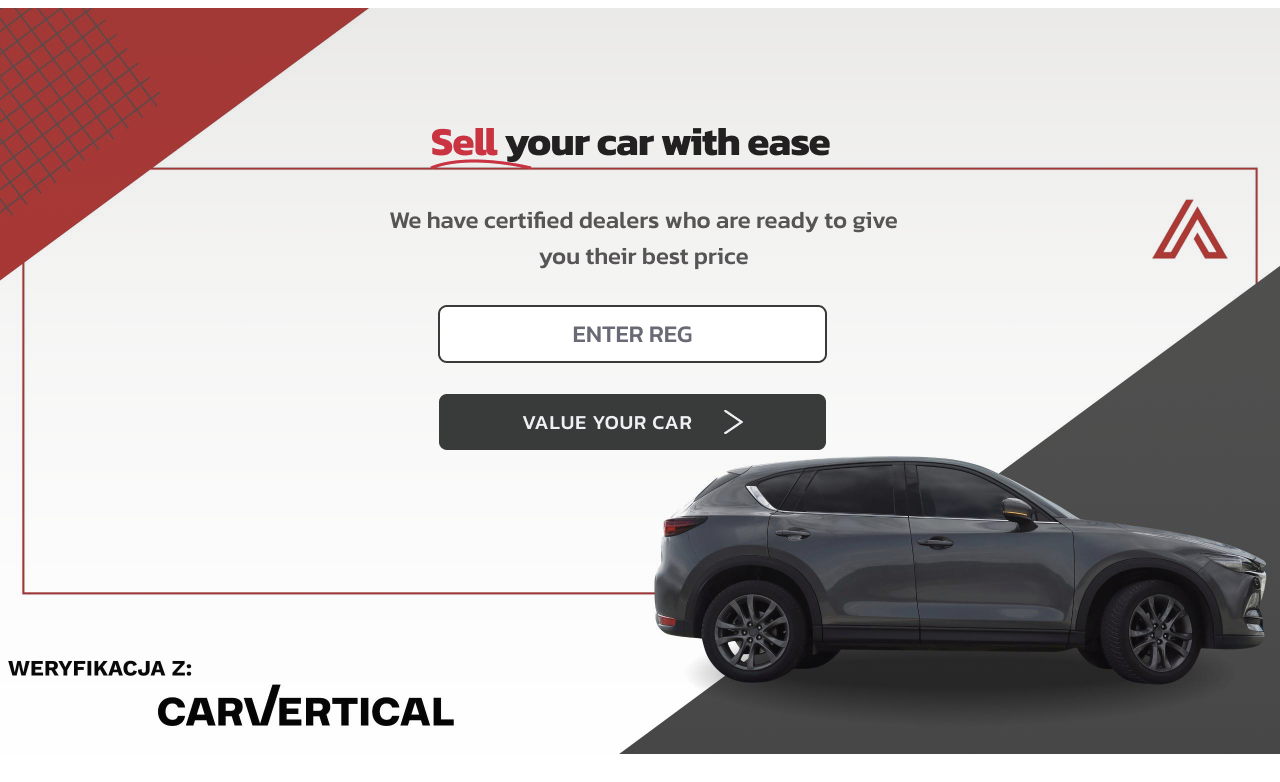 Sell your car with ease
We have certified dealers who are ready to give
you their best price
ENTER REG
VALUE YOUR CAR
WERYFIKACJA Z:
CARVERTICAL